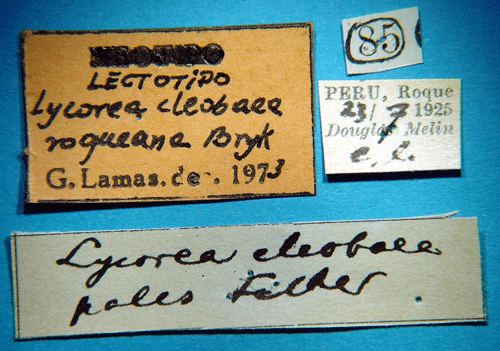 LECTOTIPO
Lycorea cleobaea
roqueana Bryk
G. Lamas. de . 1973
85
PERU, Roque
23/7 1925
Douglas Melin
e. l.
Lycorea cleobaea
pales